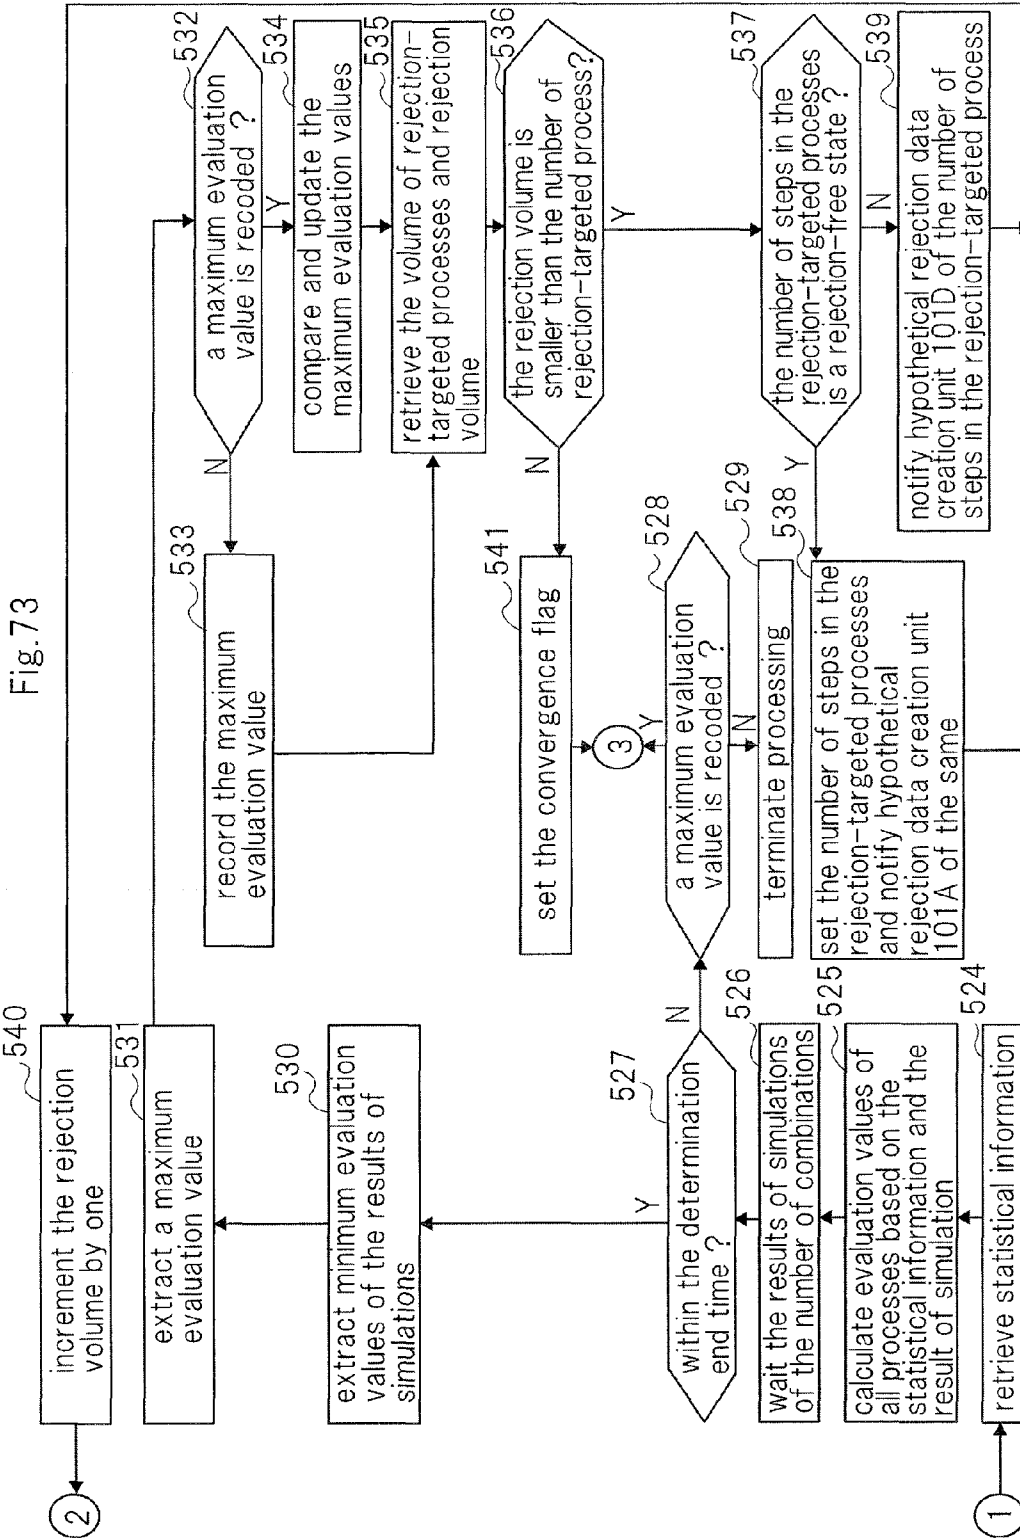 Fig.73
540
increment the rejection
volume by one
2
531
extract a maximum
evaluation value
530
extract minimum evaluation
values of the results of
simulations
Y
527
within the determination
end time ?
N
526
wait the results of simulations
of the number of combinations
525
calculate evaluation values of
all processes based on the
statistical information and the
result of simulation
524
retrieve statistical information
1
533
record the maximum
evaluation value
541
set the convergence flag
3
Y
528
a maximum evaluation
value is recoded ?
N
529
terminate processing
538
set the number of steps in the
rejection-targeted processes
and notify hypothetical
rejection data creation unit
101A of the same
532
a maximum evaluation
value is recoded ?
N
Y
534
compare and update the
maximum evaluation values
535
retrieve the volume of rejection-
targeted processes and rejection
volume
536
the rejection volume is
smaller than the number of
rejection-targeted process?
N
Y
537
the number of steps in the
rejection-targeted processes
is a rejection-free state ?
Y
N
539
notify hypothetical rejection data
creation unit 101D of the number of
steps in the rejection-targeted process